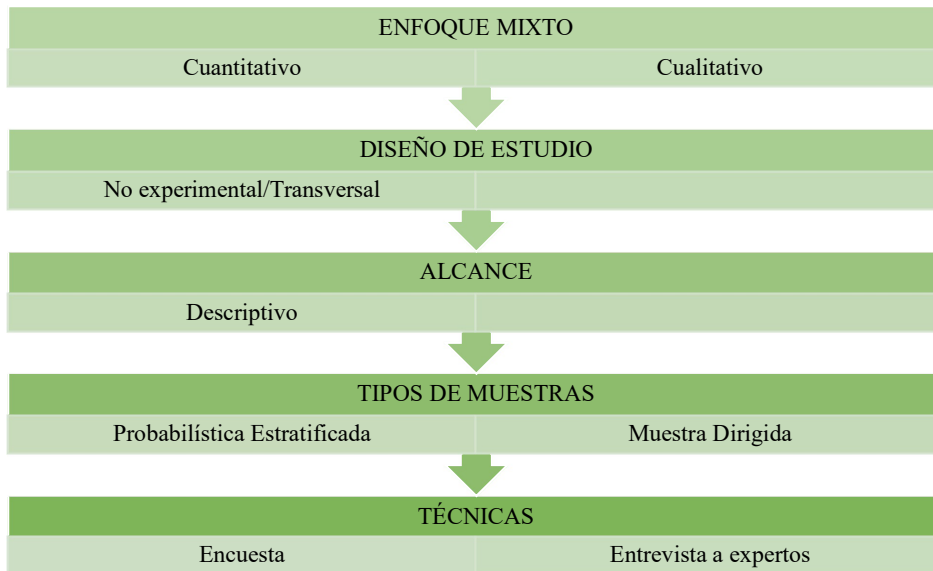 ENFOQUE MIXTO
Cuantitativo
Cualitativo
DISEÑO DE ESTUDIO
No experimental/Transversal
ALCANCE
Descriptivo
TIPOS DE MUESTRAS
Probabilística Estratificada
Muestra Dirigida
TÉCNICAS
Encuesta
Entrevista a expertos